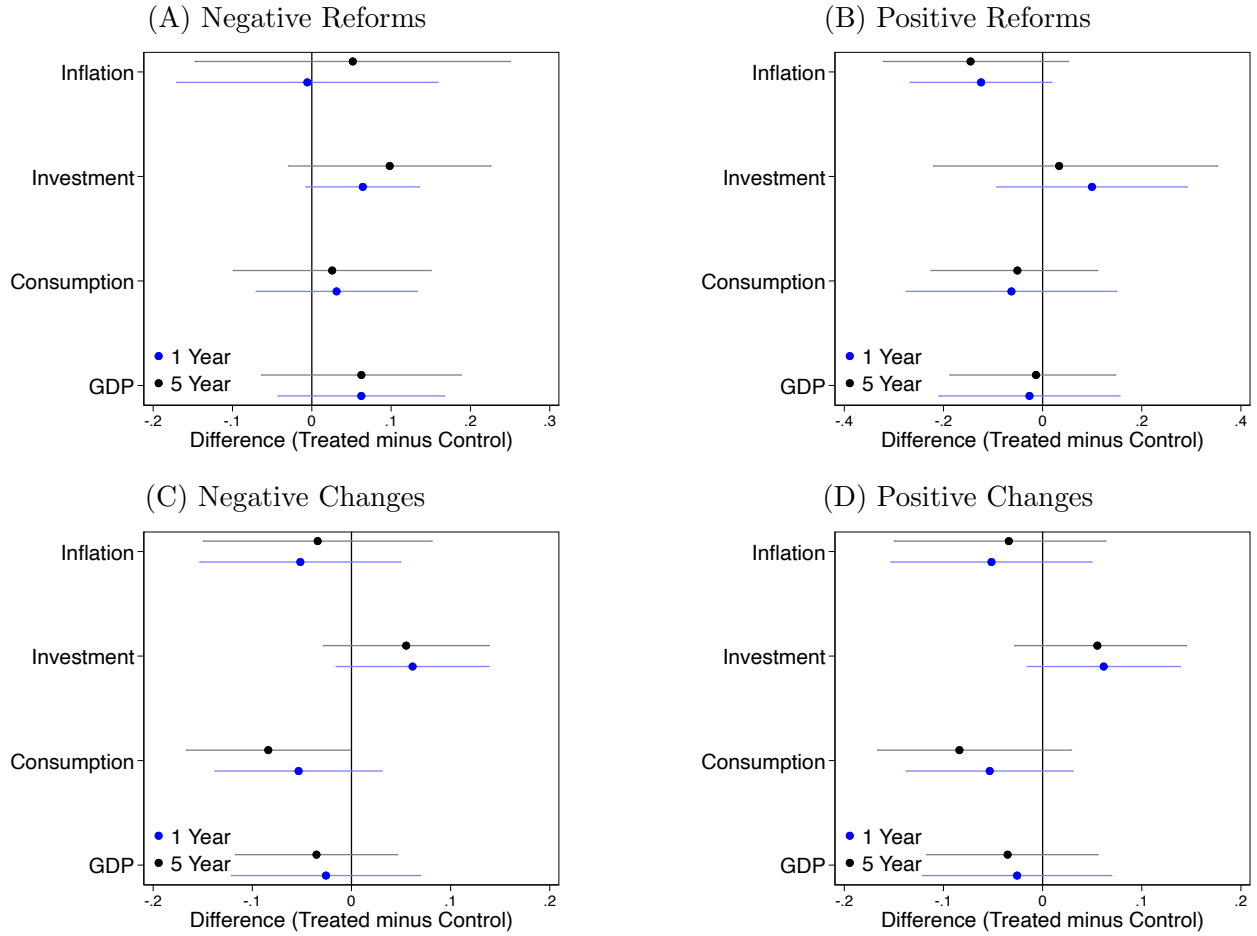 (A) Negative Reforms
Inflation
Investment
Consumption
1 Year
5 Year
GDP
-.2 -.1 0 .1 .2 .3
Difference (Treated minus Control)
(B) Positive Reforms
Inflation
Investment
Consumption
1 Year
5 Year
GDP
-.4 -.2 0 .2 .4
Difference (Treated minus Control)
(C) Negative Changes
Inflation
Investment
Consumption
1 Year
5 Year
GDP
-.2 -.1 0 .1 .2
Difference (Treated minus Control)
(D) Positive Changes
Inflation
Investment
Consumption
1 Year
5 Year
GDP
-.2 -.1 0 .1 .2
Difference (Treated minus Control)